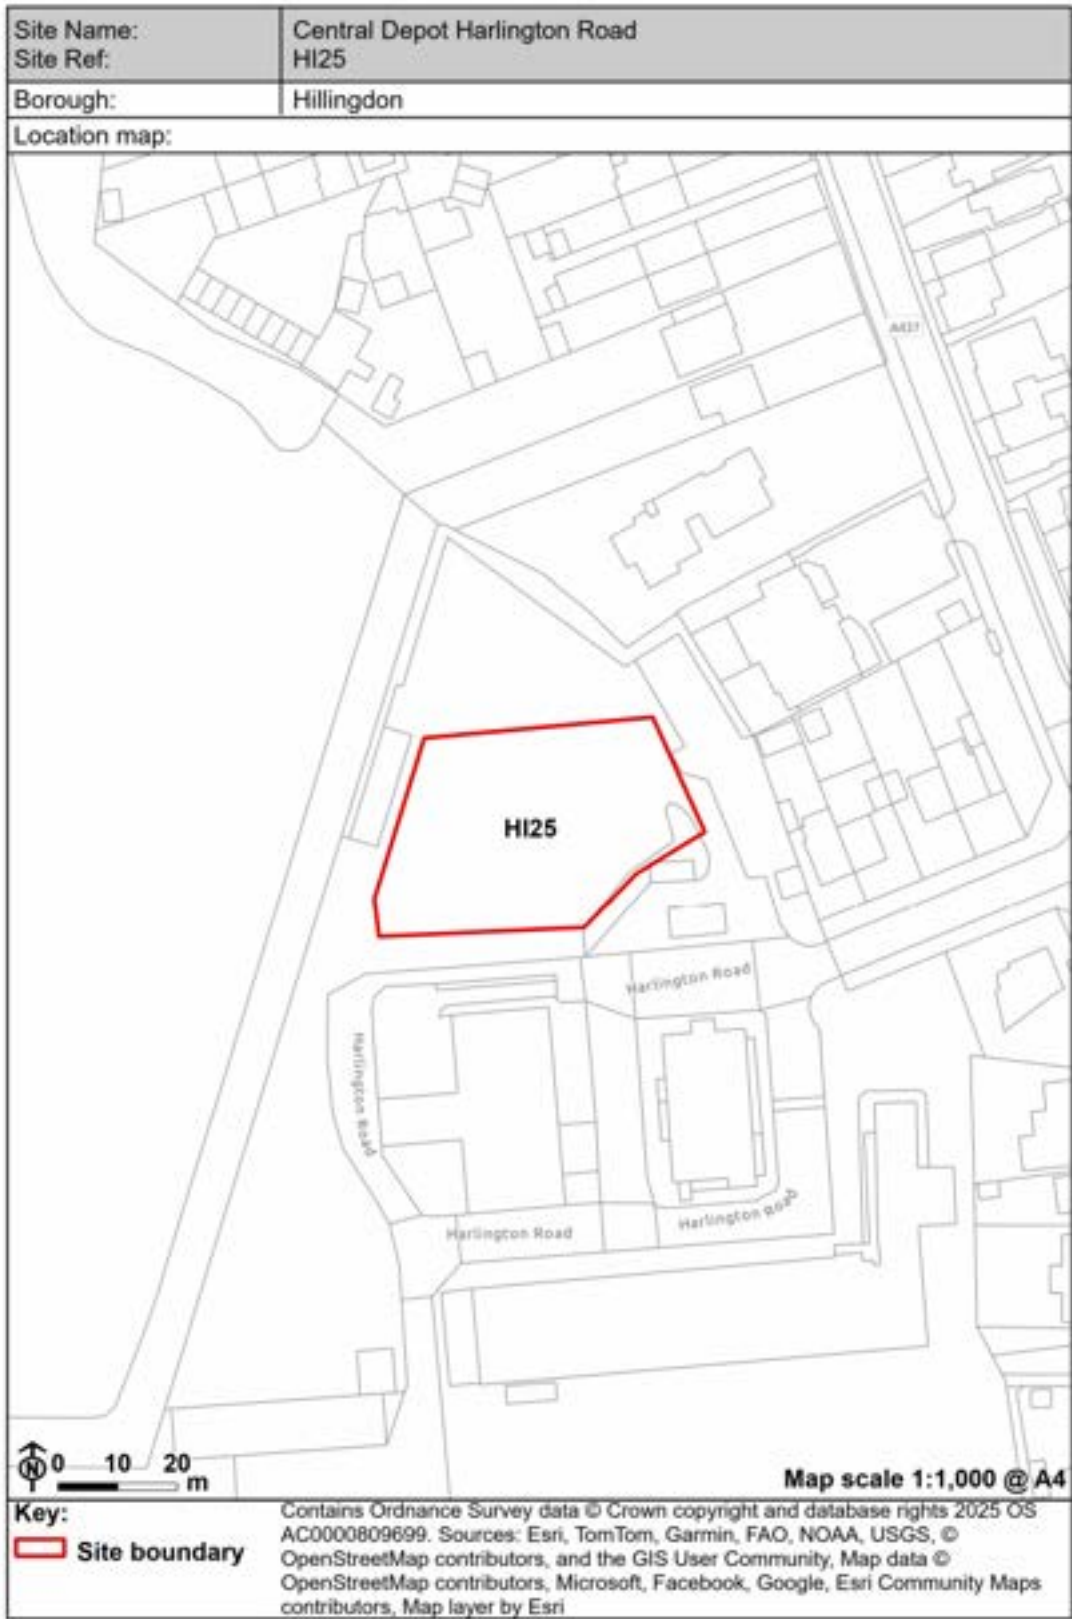 Site Name: Central Depot Harlington Road
Site Ref: HI25
Borough: Hillingdon
Location map:
A437
HI25
Harlington Road
Harlington Road
Harlington Road
Harlington Road
N 0 10 20 m
Map scale 1:1,000 @ A4
Key:
Site boundary
Contains Ordnance Survey data © Crown copyright and database rights 2025 OS
AC0000809699. Sources: Esri, TomTom, Garmin, FAO, NOAA, USGS, ©
OpenStreetMap contributors, and the GIS User Community, Map data ©
OpenStreetMap contributors, Microsoft, Facebook, Google, Esri Community Maps
contributors, Map layer by Esri